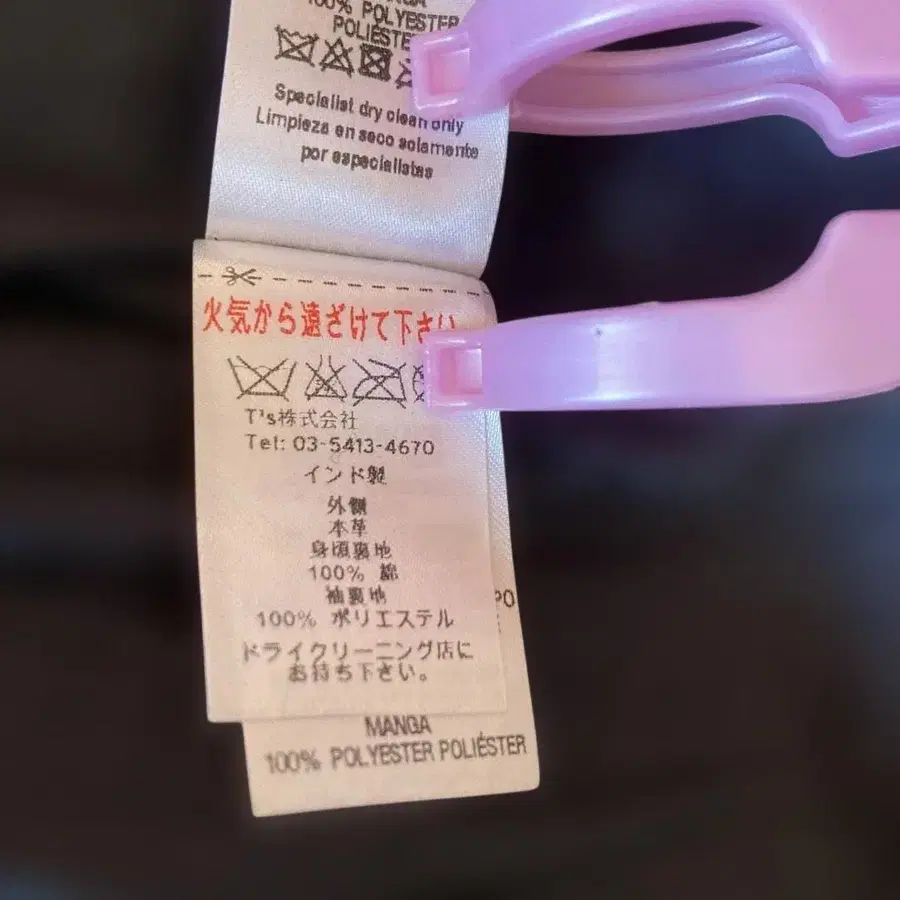 100% POLYESTER
Specialist dry clean only
Limpieza en seco solamente
por especialistas
火気から遠ざけて下さい
T's株式会社
Tel: 03-5413-4670
インド製
外側
本革
身頃裏地
100% 綿
袖裏地
100% ポリエステル
ドライクリーニング店に
お持ち下さい。
PO
MANGA
100% POLYESTER POLIÉSTER